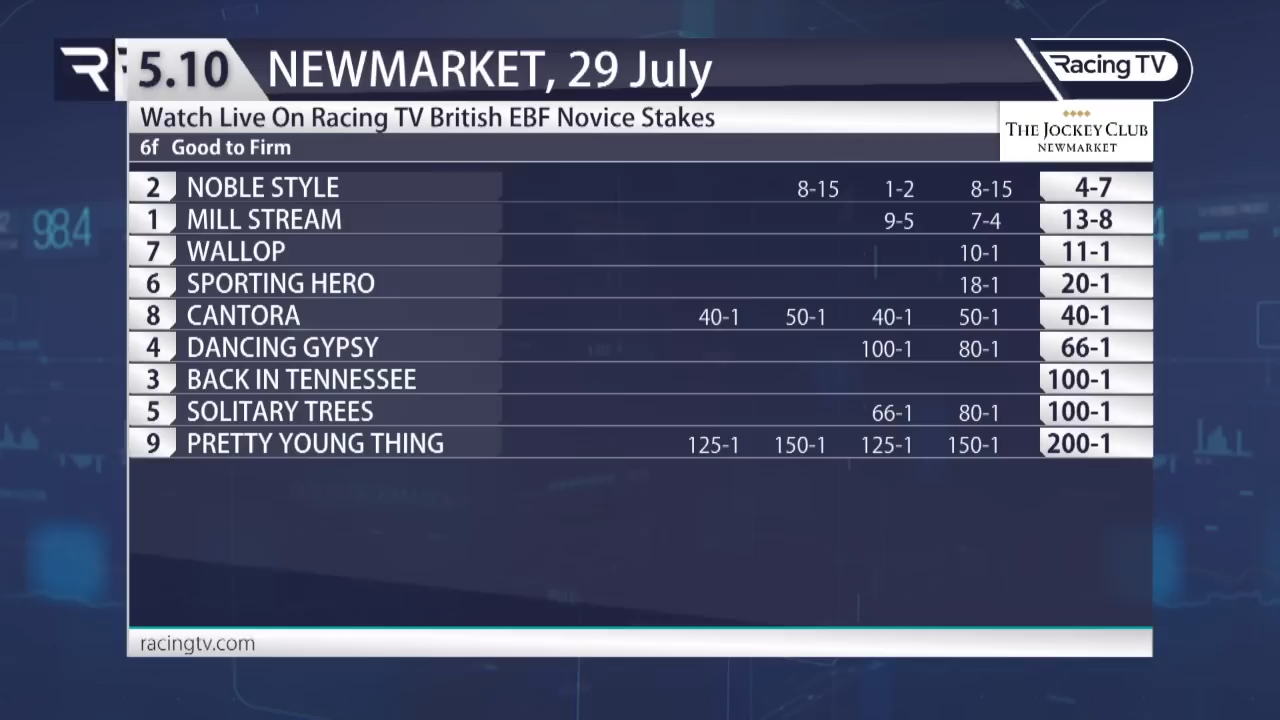 5.10 NEWMARKET, 29 July Racing TV
Watch Live On Racing TV British EBF Novice Stakes
THE JOCKEY CLUB
NEWMARKET
6f Good to Firm
2 NOBLE STYLE 8-15 1-2 8-15 4-7
1 MILL STREAM 9-5 7-4 13-8
7 WALLOP 10-1 11-1
6 SPORTING HERO 18-1 20-1
8 CANTORA 40-1 50-1 40-1 50-1 40-1
4 DANCING GYPSY 100-1 80-1 66-1
3 BACK IN TENNESSEE 100-1
5 SOLITARY TREES 66-1 80-1 100-1
9 PRETTY YOUNG THING 125-1 150-1 125-1 150-1 200-1
98.4
racingtv.com